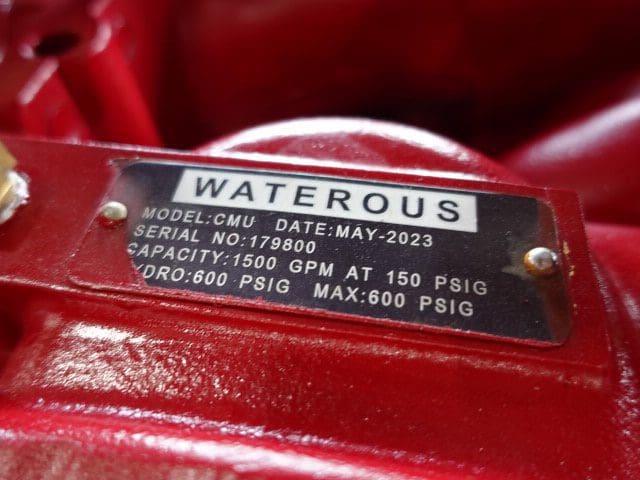 WATEROUS
MODEL:CMU DATE:MAY-2023
SERIAL NO:179800
CAPACITY:1500 GPM AT 150 PSIG
YDRO:600 PSIG MAX:600 PSIG